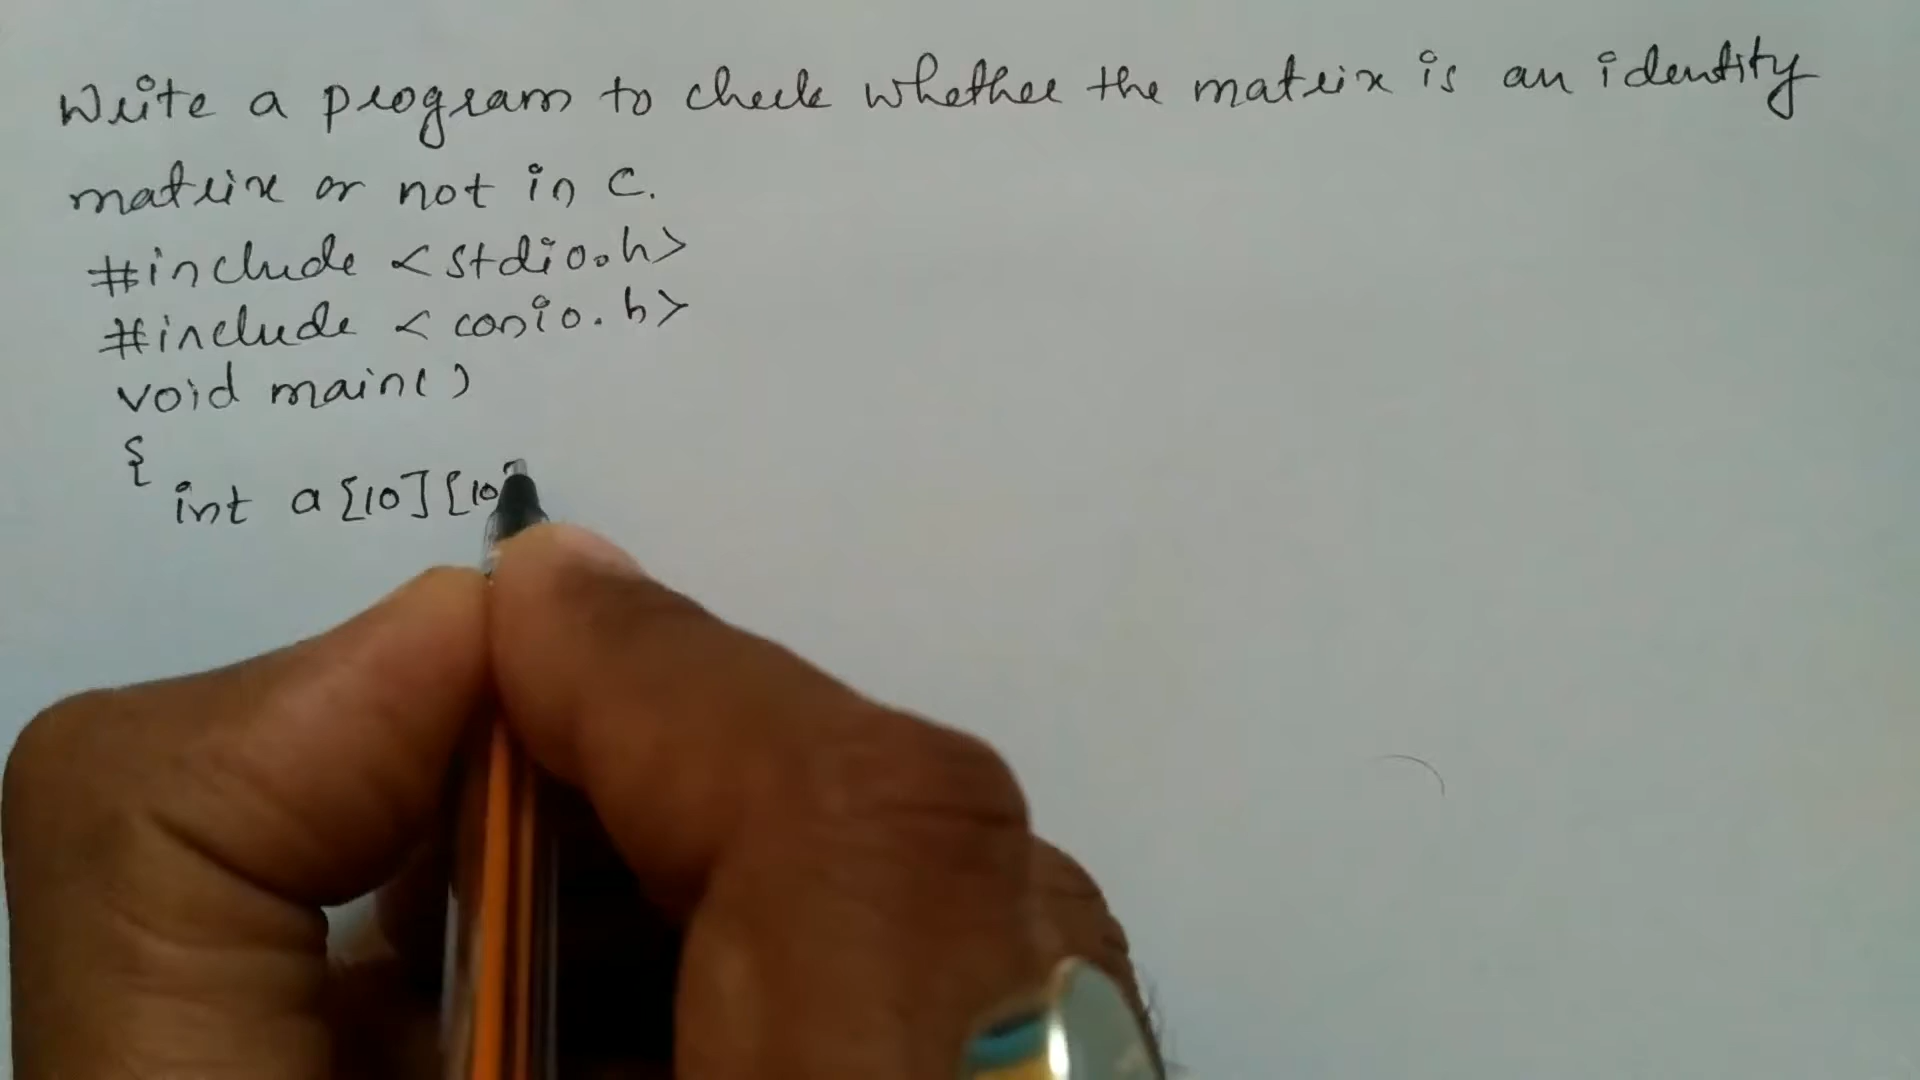 Write a program to check whether the matrix is an identity
matrix or not in C.
#include <stdio.h>
#include <conio.h>
void main()
{
int a[10][10